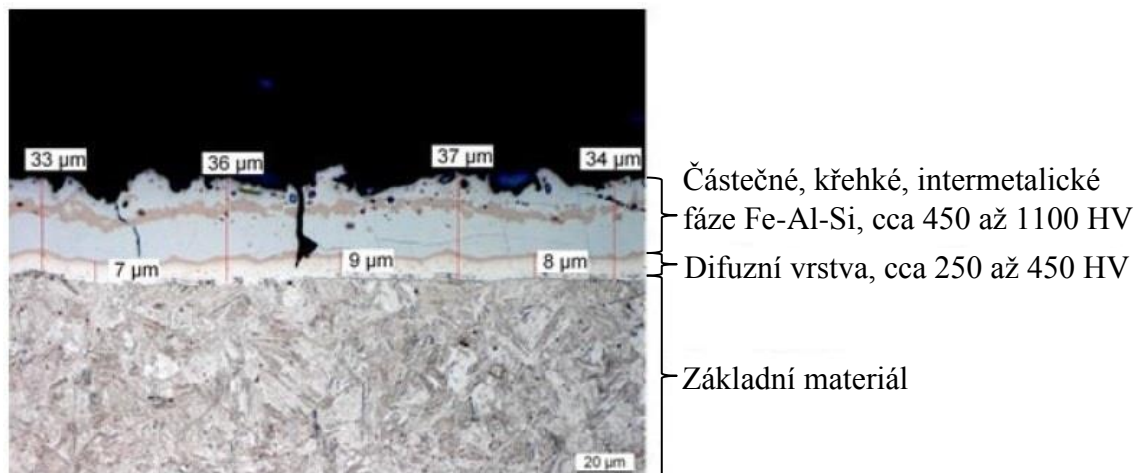 33 µm
36 µm
37 µm
34 µm
7 µm
9 µm
8 µm
20 µm
Částečné, křehké, intermetalické
fáze Fe-Al-Si, cca 450 až 1100 HV
Difuzní vrstva, cca 250 až 450 HV
Základní materiál